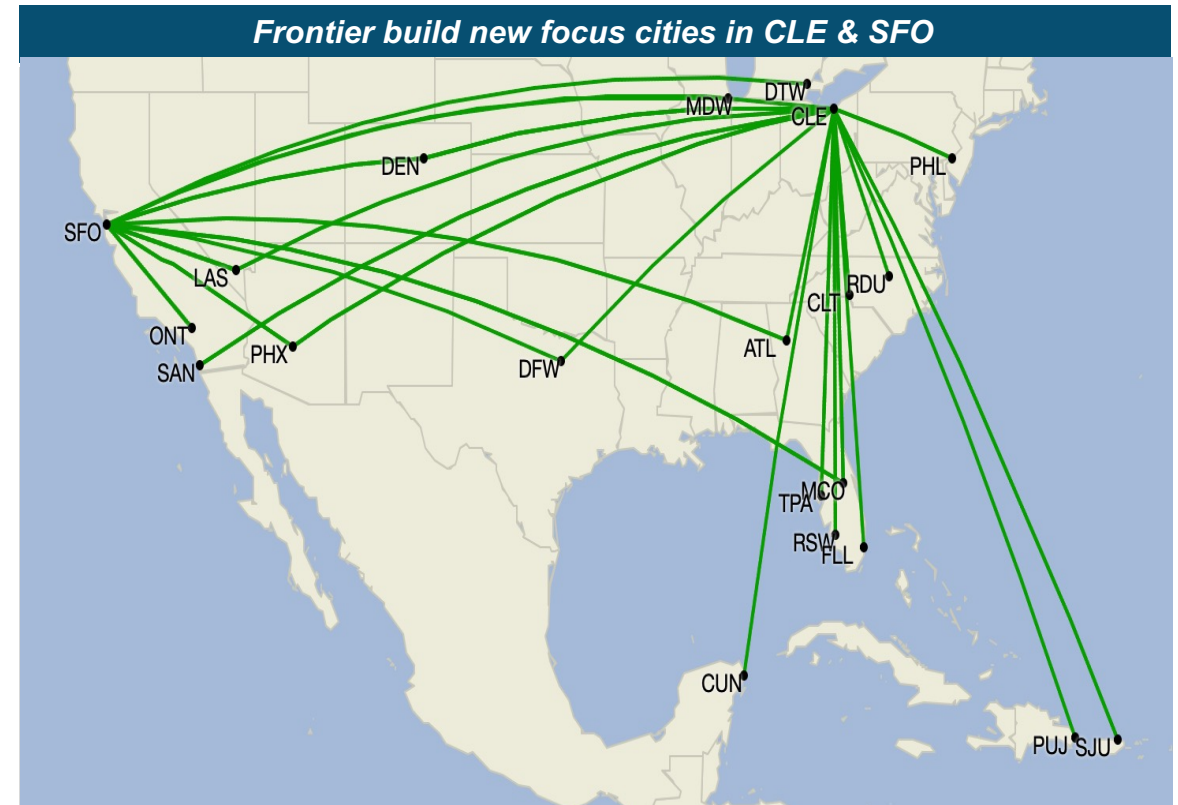 Frontier build new focus cities in CLE & SFO
DTW
MDW
CLE
DEN
PHL
SFO
LAS
RDU
CLT
ONT
PHX
ATL
DFW
SAN
MCO
TPA
RSW
FLL
CUN
PUJ
SJU